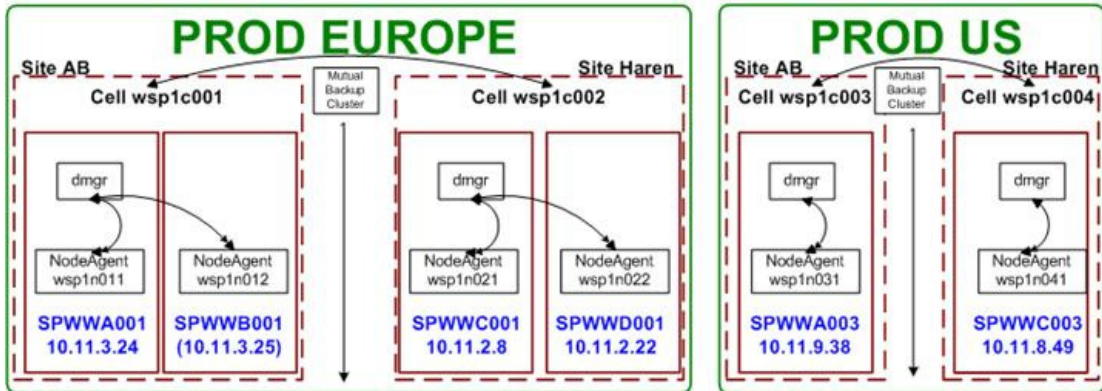 PROD EUROPE
Site AB
Site Haren
Cell wsp1c001
Mutual
Backup
Cluster
Cell wsp1c002
dmgr
dmgr
NodeAgent
wsp1n011
NodeAgent
wsp1n012
NodeAgent
wsp1n021
NodeAgent
wsp1n022
SPWWA001
10.11.3.24
SPWWB001
(10.11.3.25)
SPWWC001
10.11.2.8
SPWWD001
10.11.2.22
PROD US
Site AB
Site Haren
Cell wsp1c003
Mutual
Backup
Cluster
Cell wsp1c004
dmgr
dmgr
NodeAgent
wsp1n031
NodeAgent
wsp1n041
SPWWA003
10.11.9.38
SPWWC003
10.11.8.49